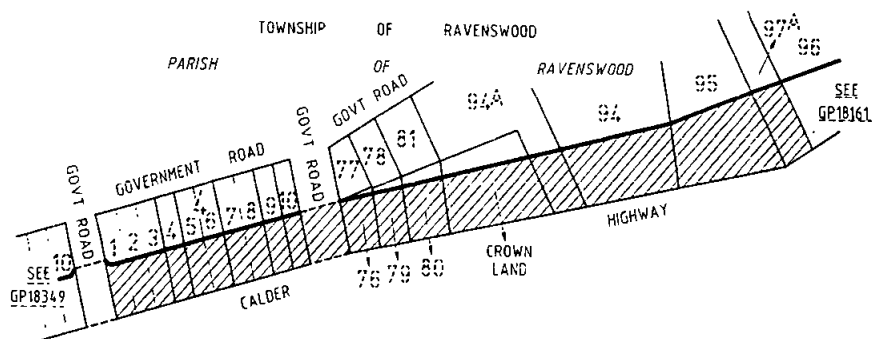 TOWNSHIP OF RAVENSWOOD
PARISH OF RAVENSWOOD
GOVT ROAD
GOVERNMENT ROAD
GOVT ROAD
GOVT ROAD
10
1 2 3 4 5 6 7 8 9 10
77 78 81 94A 94 95 97A 96
76 79 80
CROWN
LAND
SEE
GP18349
SEE
GP18161
CALDER HIGHWAY